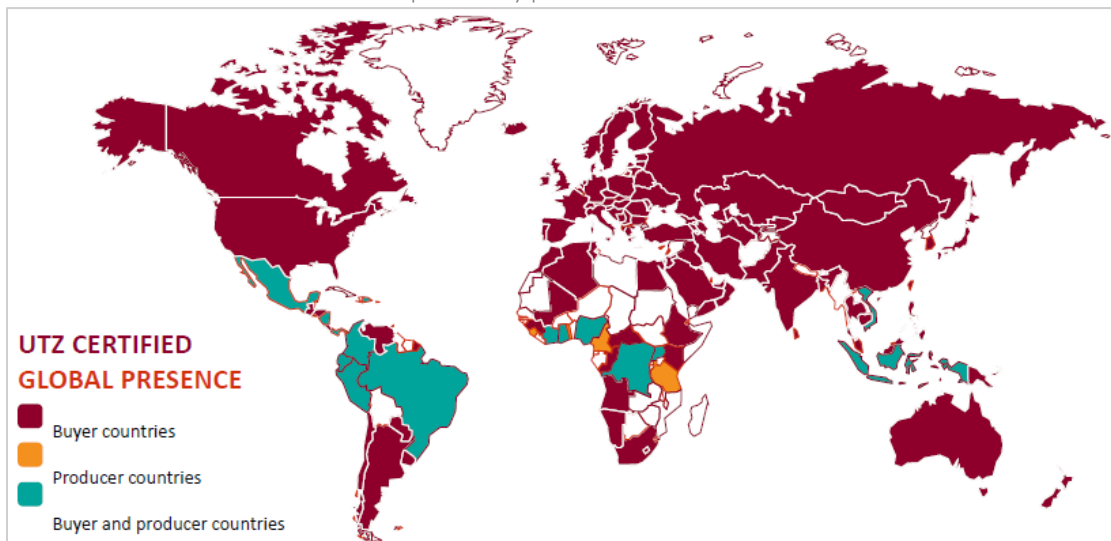 UTZ CERTIFIED
GLOBAL PRESENCE
Buyer countries
Producer countries
Buyer and producer countries